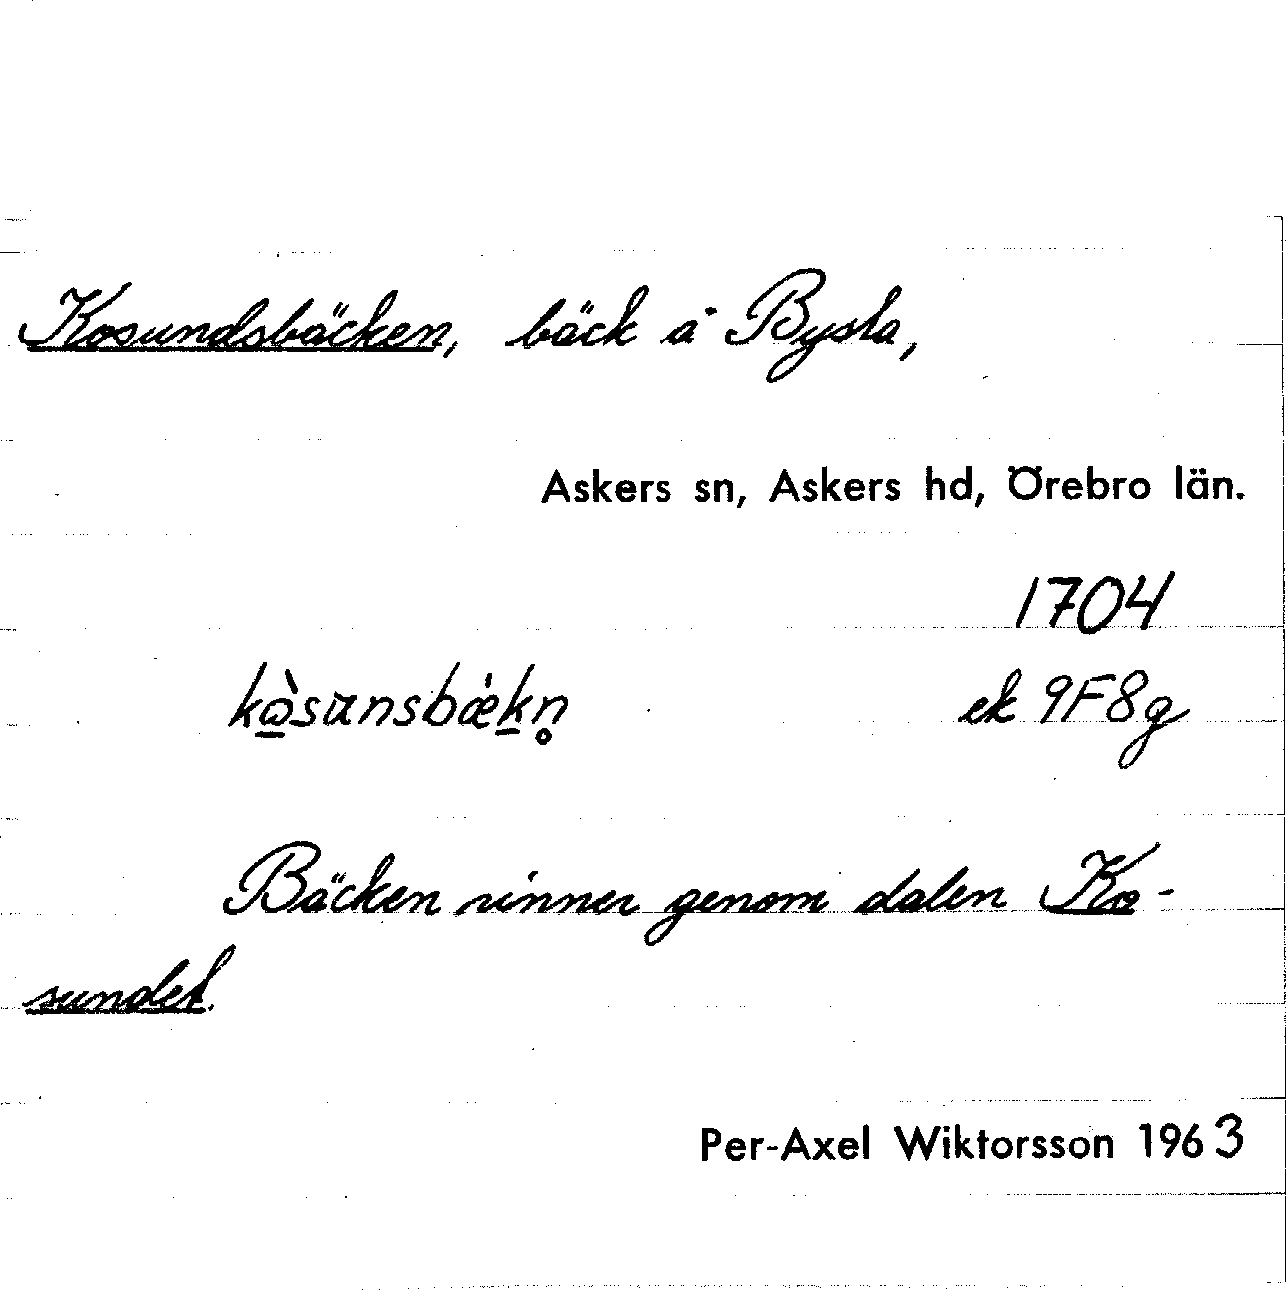 Kosundsbäcken, bäck å Bysta,
Askers sn, Askers hd, Örebro län.
1704
ek 9F8g
Bäcken rinner genom dalen Ko-
sundet.
Per-Axel Wiktorsson 1963